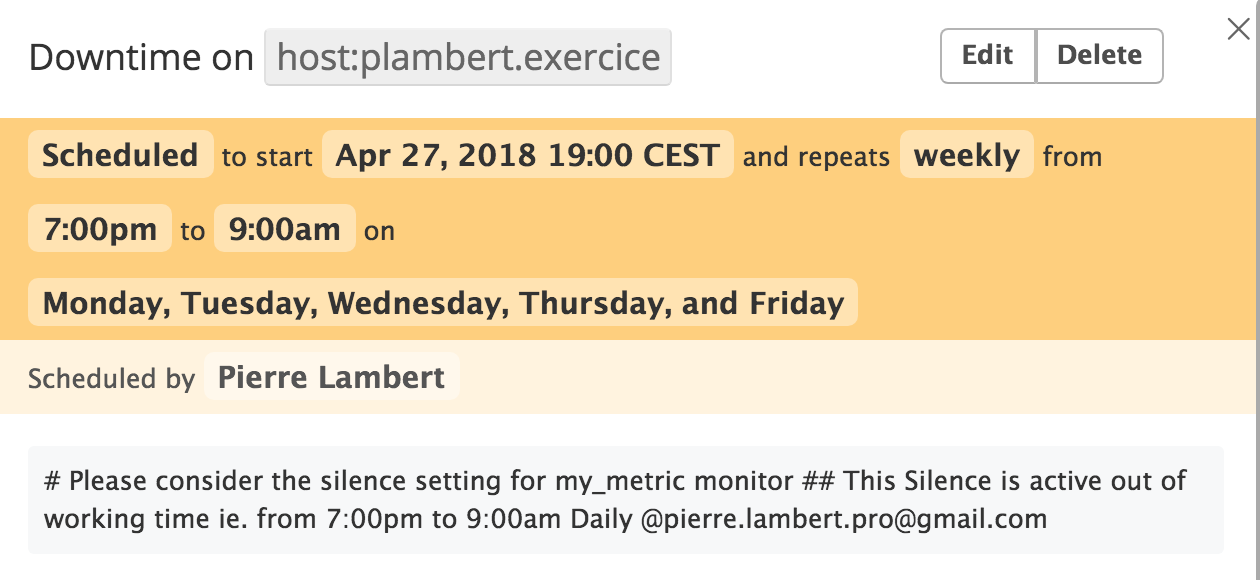 Downtime on host:plambert.exercice Edit Delete
Scheduled to start Apr 27, 2018 19:00 CEST and repeats weekly from
7:00pm to 9:00am on
Monday, Tuesday, Wednesday, Thursday, and Friday
Scheduled by Pierre Lambert
# Please consider the silence setting for my_metric monitor ## This Silence is active out of
working time ie. from 7:00pm to 9:00am Daily @pierre.lambert.pro@gmail.com